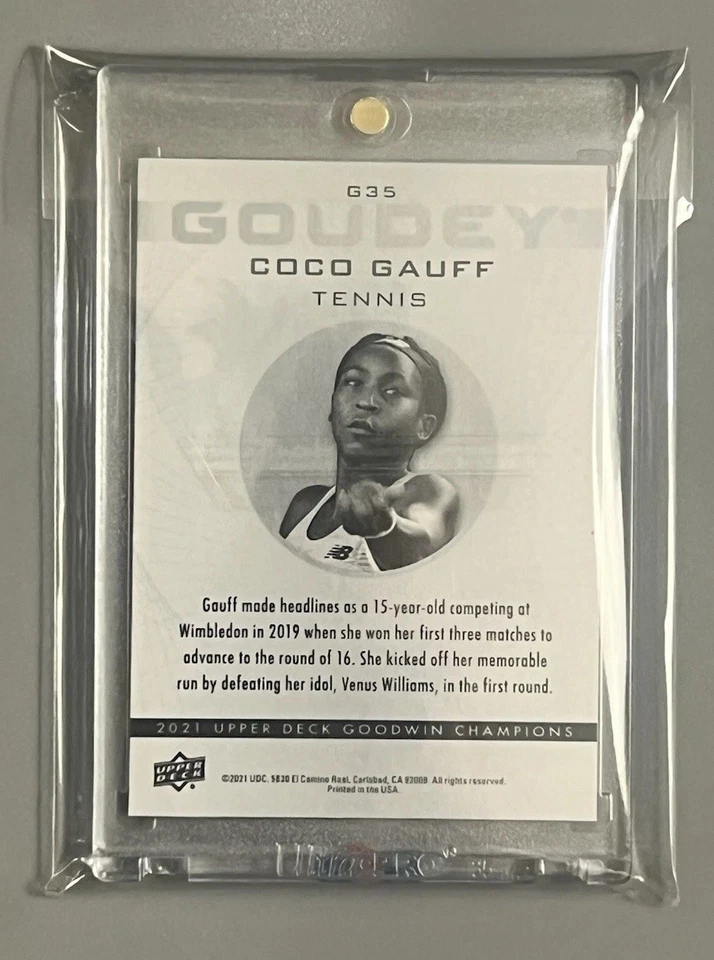 G35
GOUDEY
COCO GAUFF
TENNIS
Gauff made headlines as a 15-year-old competing at
Wimbledon in 2019 when she won her first three matches to
advance to the round of 16. She kicked off her memorable
run by defeating her idol, Venus Williams, in the first round.
2021 UPPER DECK GOODWIN CHAMPIONS
UPPER DECK
©2021 UDC. 5830 El Camino Real, Carlsbad, CA 92008. All rights reserved.
Printed in the USA.
Ultra PRO